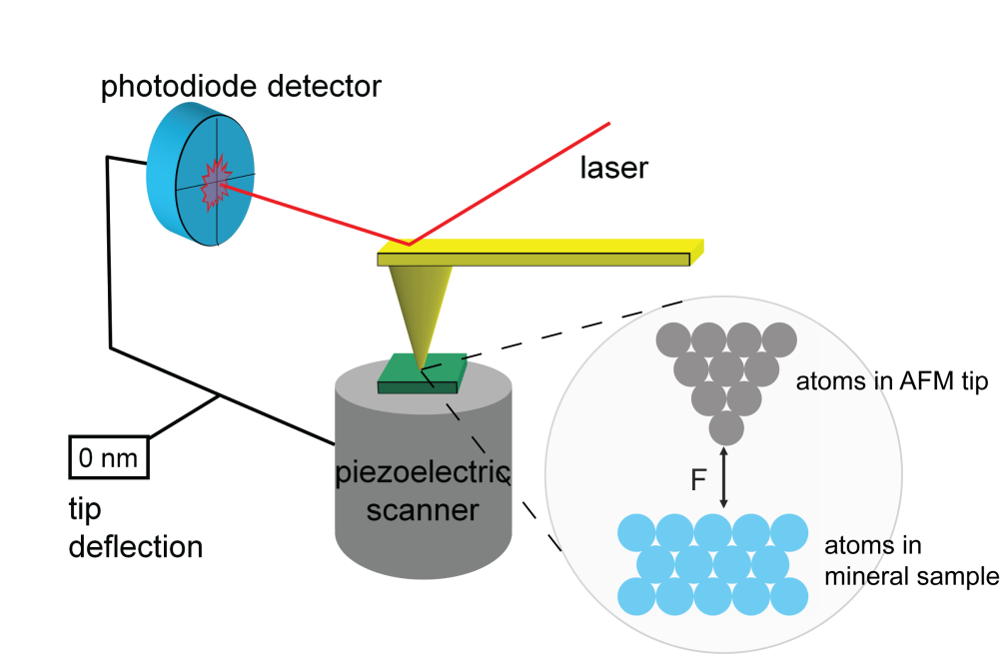 photodiode detector
laser
atoms in AFM tip
0 nm
piezoelectric
scanner
F
tip
deflection
atoms in
mineral sample